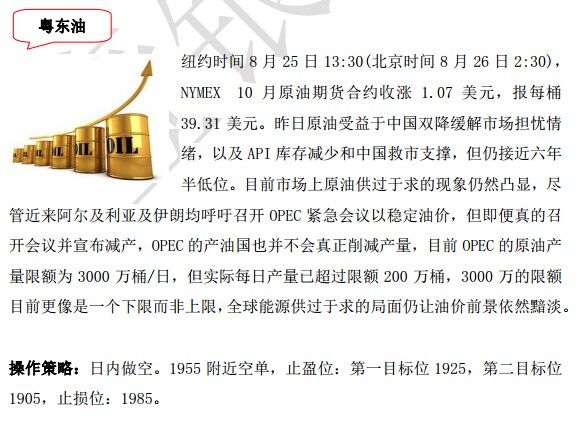 粤东油
纽约时间 8 月 25 日 13:30(北京时间 8 月 26 日 2:30)，
NYMEX 10 月原油期货合约收涨 1.07 美元，报每桶
39.31 美元。昨日原油受益于中国双降缓解市场担忧情
绪，以及 API 库存减少和中国救市支撑，但仍接近六年
半低位。目前市场上原油供过于求的现象仍然凸显，尽
管近来阿尔及利亚及伊朗均呼吁召开 OPEC 紧急会议以稳定油价，但即便真的召
开会议并宣布减产，OPEC 的产油国也并不会真正削减产量，目前 OPEC 的原油产
量限额为 3000 万桶/日，但实际每日产量已超过限额 200 万桶，3000 万的限额
目前更像是一个下限而非上限，全球能源供过于求的局面仍让油价前景依然黯淡。
操作策略：日内做空。1955 附近空单，止盈位：第一目标位 1925，第二目标位
1905，止损位：1985。
OIL
OIL
OIL